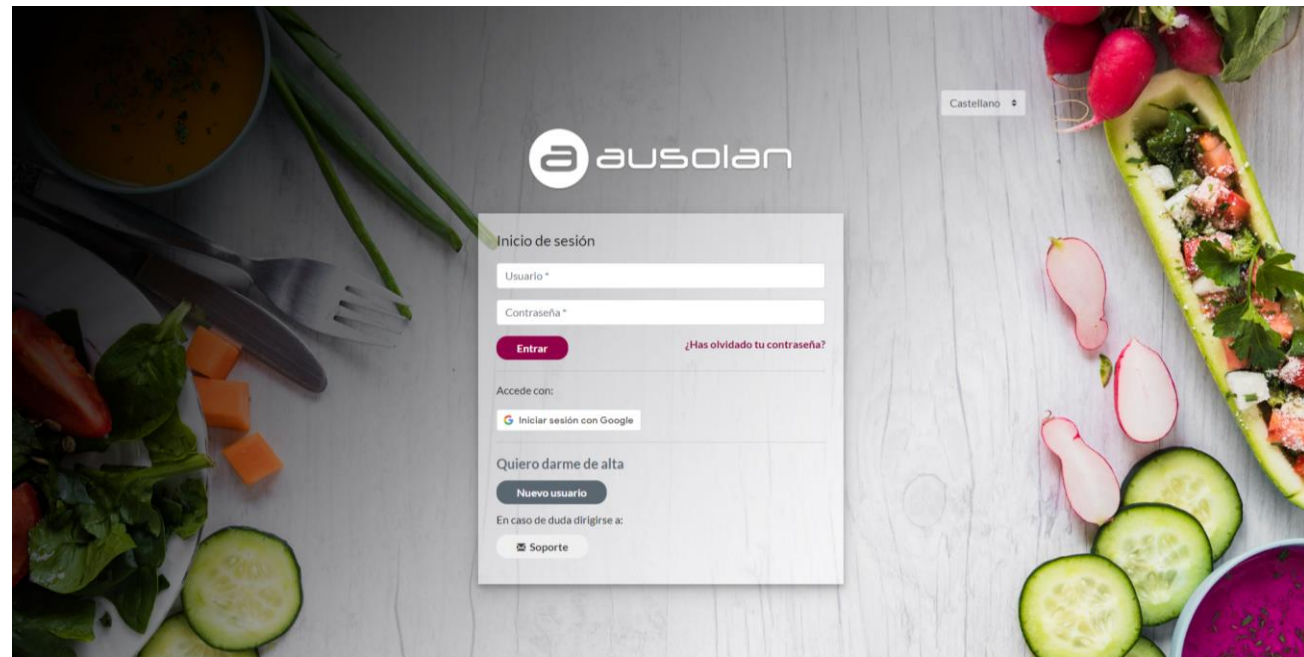 Castellano
a ausolan
Inicio de sesión
Usuario *
Contraseña *
Entrar
¿Has olvidado tu contraseña?
Accede con:
G Iniciar sesión con Google
Quiero darme de alta
Nuevo usuario
En caso de duda dirigirse a:
Soporte